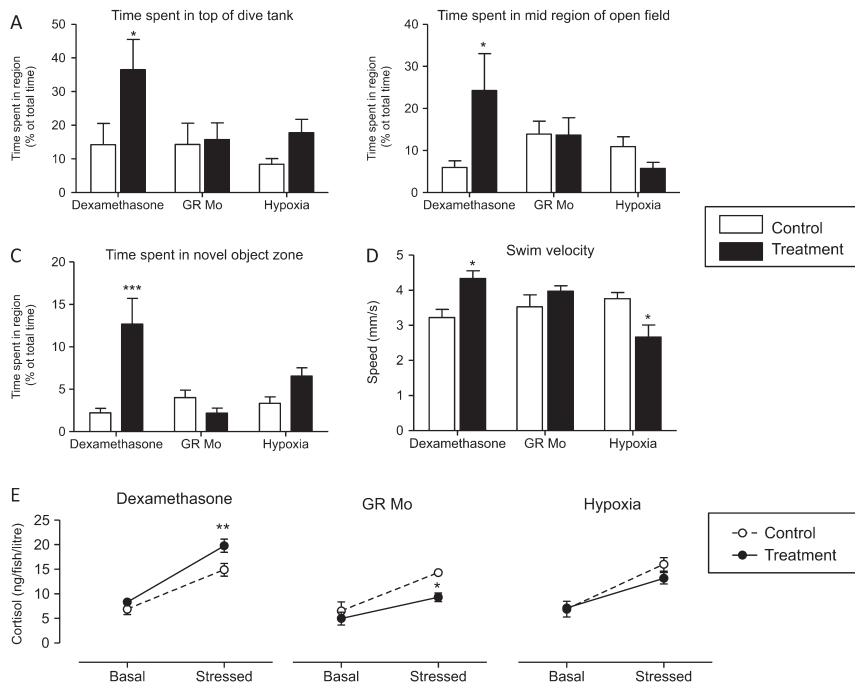 A
Time spent in top of dive tank
50
40
30
20
10
0
Time spent in region
(% ot total time)
*
Dexamethasone
GR Mo
Hypoxia
Time spent in mid region of open field
40
30
20
10
0
Time spent in region
(% ot total time)
*
Dexamethasone
GR Mo
Hypoxia
Control
Treatment
C
Time spent in novel object zone
20
15
10
5
0
Time spent in region
(% ot total time)
***
Dexamethasone
GR Mo
Hypoxia
D
Swim velocity
5
4
3
2
1
0
Speed (mm/s)
*
*
Dexamethasone
GR Mo
Hypoxia
E
Dexamethasone
GR Mo
Hypoxia
25
20
15
10
5
0
Cortisol (ng/fish/litre)
**
*
Basal
Stressed
Basal
Stressed
Basal
Stressed
Control
Treatment